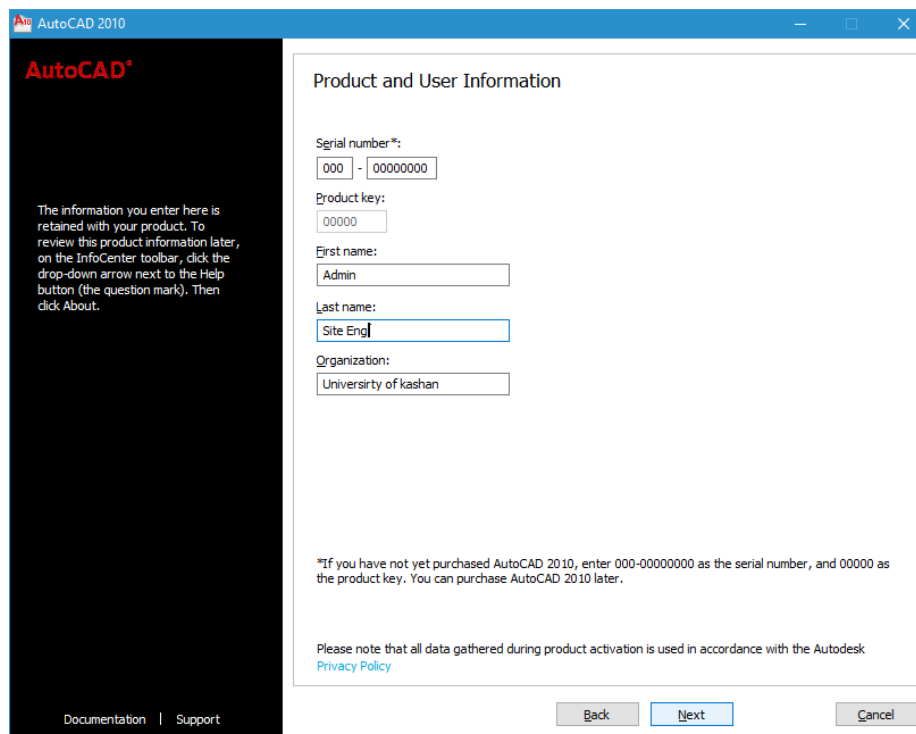 A10 AutoCAD 2010
AutoCAD®
Product and User Information
The information you enter here is
retained with your product. To
review this product information later,
on the InfoCenter toolbar, click the
drop-down arrow next to the Help
button (the question mark). Then
click About.
Serial number*:
000 - 00000000
Product key:
00000
First name:
Admin
Last name:
Site Eng
Organization:
Universirty of kashan
*If you have not yet purchased AutoCAD 2010, enter 000-00000000 as the serial number, and 00000 as
the product key. You can purchase AutoCAD 2010 later.
Please note that all data gathered during product activation is used in accordance with the Autodesk
Privacy Policy
Documentation | Support
Back Next Cancel